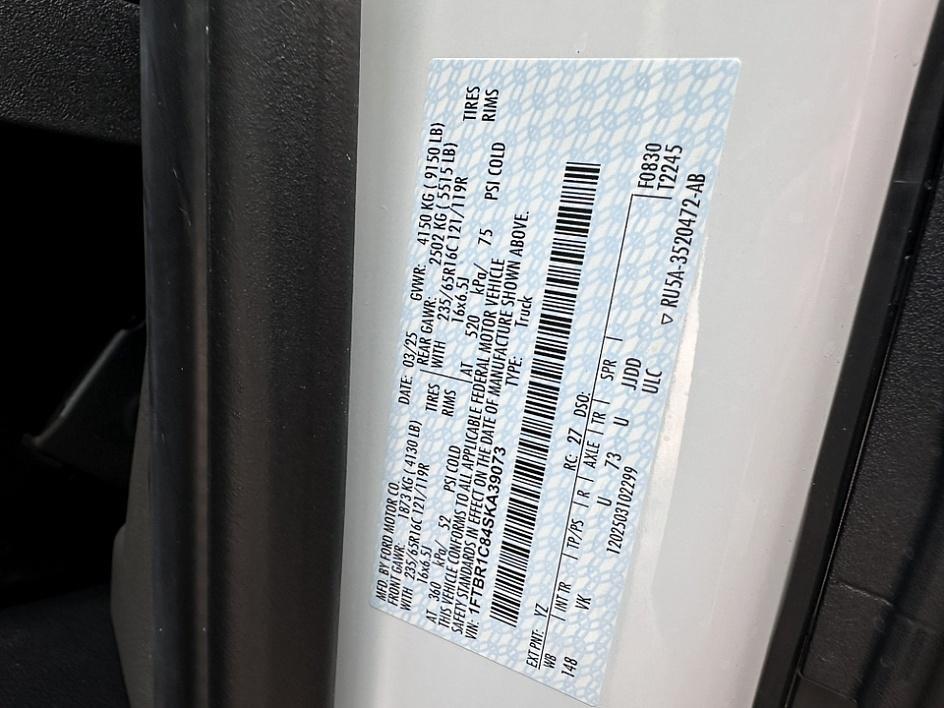 MFD. BY FORD MOTOR CO. DATE: 03/25 GVWR: 4150 KG ( 9150 LB)
FRONT GAWR: 1873 KG ( 4130 LB) REAR GAWR: 2502 KG ( 5515 LB)
WITH 235/65R16C 121/119R TIRES WITH 235/65R16C 121/119R TIRES
16x6.5J RIMS 16x6.5J RIMS
AT 360 kPa/ 52 PSI COLD AT 520 kPa/ 75 PSI COLD
THIS VEHICLE CONFORMS TO ALL APPLICABLE FEDERAL MOTOR VEHICLE
SAFETY STANDARDS IN EFFECT ON THE DATE OF MANUFACTURE SHOWN ABOVE.
VIN: 1FTBR1C84SKA39073 TYPE: Truck
EXT PNT: YZ RC: 27 DSO: F0830
WB INT TR TP/PS R AXLE TR SPR T2245
148 VK U 73 U JJDD
1202503102299 ULC ▽ RU5A-3520472-AB